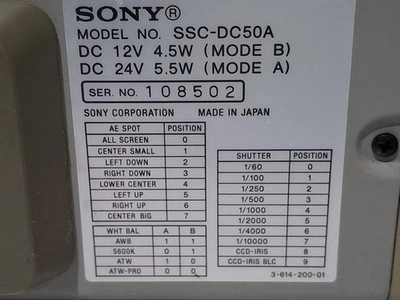 SONY®
MODEL NO. SSC-DC50A
DC 12V 4.5W (MODE B)
DC 24V 5.5W (MODE A)
SER. NO. 108502
SONY CORPORATION MADE IN JAPAN
AE SPOT POSITION
ALL SCREEN 0
CENTER SMALL 1
LEFT DOWN 2
RIGHT DOWN 3
LOWER CENTER 4
LEFT UP 5
RIGHT UP 6
CENTER BIG 7
WHT BAL A B
AWB 1 1
5600K 0 1
ATW 1 0
ATW-PRO 0 0
SHUTTER POSITION
1/60 0
1/100 1
1/250 2
1/500 3
1/1000 4
1/2000 5
1/4000 6
1/10000 7
CCD-IRIS 8
CCD-IRIS BLC 9
3-614-200-01